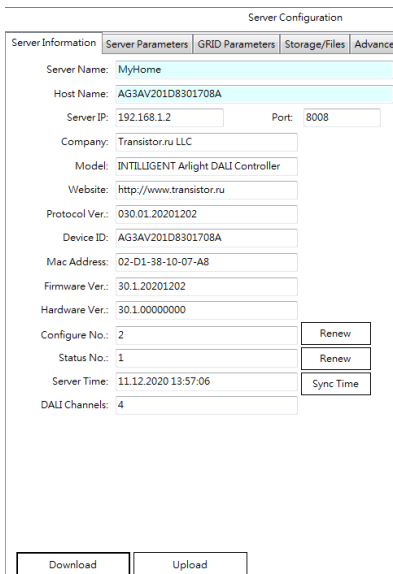 Server Configuration
Server Information Server Parameters GRID Parameters Storage/Files Advance
Server Name: MyHome
Host Name: AG3AV201D8301708A
Server IP: 192.168.1.2 Port: 8008
Company: Transistor.ru LLC
Model: INTILLIGENT Arlight DALI Controller
Website: http://www.transistor.ru
Protocol Ver.: 030.01.20201202
Device ID: AG3AV201D8301708A
Mac Address: 02-D1-38-10-07-A8
Firmware Ver.: 30.1.20201202
Hardware Ver.: 30.1.00000000
Configure No.: 2 Renew
Status No.: 1 Renew
Server Time: 11.12.2020 13:57:06 Sync Time
DALI Channels: 4
Download Upload